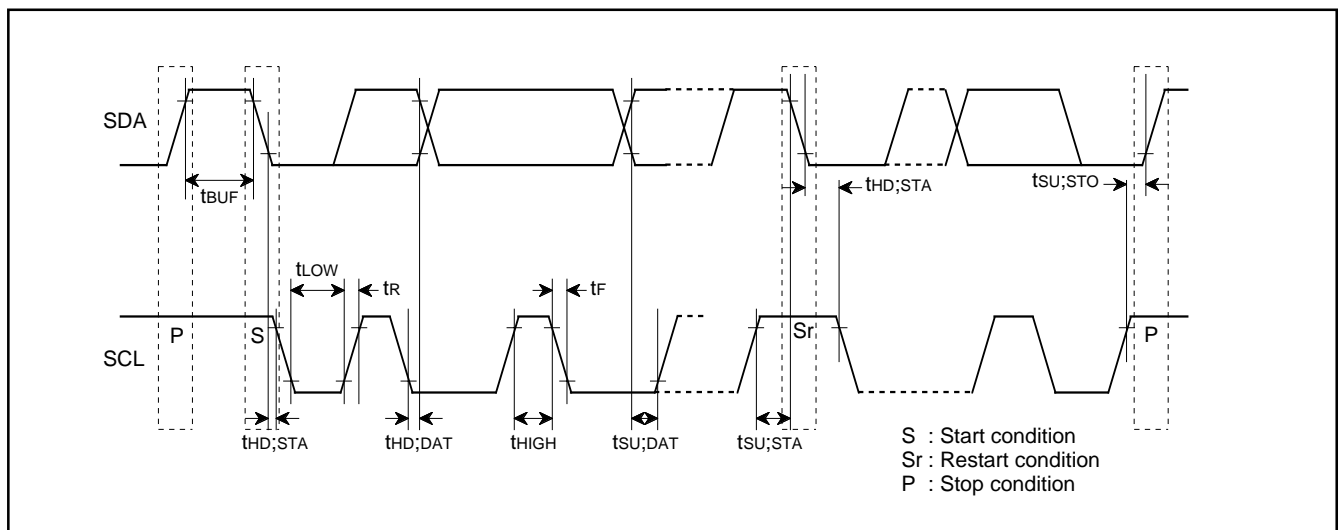 SDA
tBUF
tHD;STA
tSU;STO
tLOW
tR
tF
P
S
Sr
P
SCL
tHD;STA
tHD;DAT
tHIGH
tSU;DAT
tSU;STA
S : Start condition
Sr : Restart condition
P : Stop condition